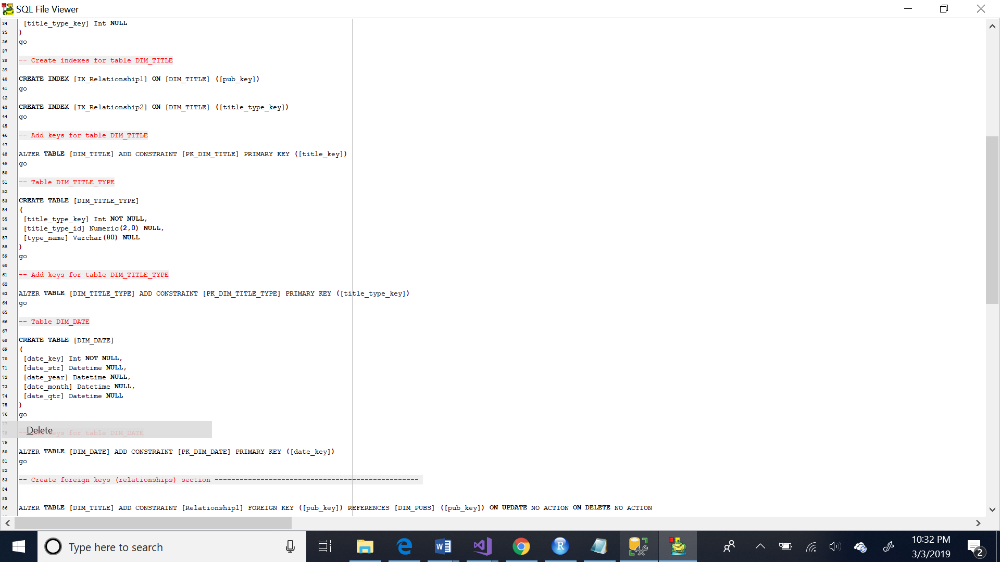 SQL File Viewer
34 [title_type_key] Int NULL
35 )
36 go
37
38 -- Create indexes for table DIM_TITLE
39
40 CREATE INDEX [IX_Relationship1] ON [DIM_TITLE] ([pub_key])
41 go
42
43 CREATE INDEX [IX_Relationship2] ON [DIM_TITLE] ([title_type_key])
44 go
45
46 -- Add keys for table DIM_TITLE
47
48 ALTER TABLE [DIM_TITLE] ADD CONSTRAINT [PK_DIM_TITLE] PRIMARY KEY ([title_key])
49 go
50
51 -- Table DIM_TITLE_TYPE
52
53 CREATE TABLE [DIM_TITLE_TYPE]
54 (
55 [title_type_key] Int NOT NULL,
56 [title_type_id] Numeric(2,0) NULL,
57 [type_name] Varchar(80) NULL
58 )
59 go
60
61 -- Add keys for table DIM_TITLE_TYPE
62
63 ALTER TABLE [DIM_TITLE_TYPE] ADD CONSTRAINT [PK_DIM_TITLE_TYPE] PRIMARY KEY ([title_type_key])
64 go
65
66 -- Table DIM_DATE
67
68 CREATE TABLE [DIM_DATE]
69 (
70 [date_key] Int NOT NULL,
71 [date_str] Datetime NULL,
72 [date_year] Datetime NULL,
73 [date_month] Datetime NULL,
74 [date_qtr] Datetime NULL
75 )
76 go
77
Delete
78 -- keys for table DIM_DATE
79
80 ALTER TABLE [DIM_DATE] ADD CONSTRAINT [PK_DIM_DATE] PRIMARY KEY ([date_key])
81 go
82
83 -- Create foreign keys (relationships) section -------------------------------------------------
84
85
86 ALTER TABLE [DIM_TITLE] ADD CONSTRAINT [Relationship1] FOREIGN KEY ([pub_key]) REFERENCES [DIM_PUBS] ([pub_key]) ON UPDATE NO ACTION ON DELETE NO ACTION
Type here to search
W
R
10:32 PM
3/3/2019
2